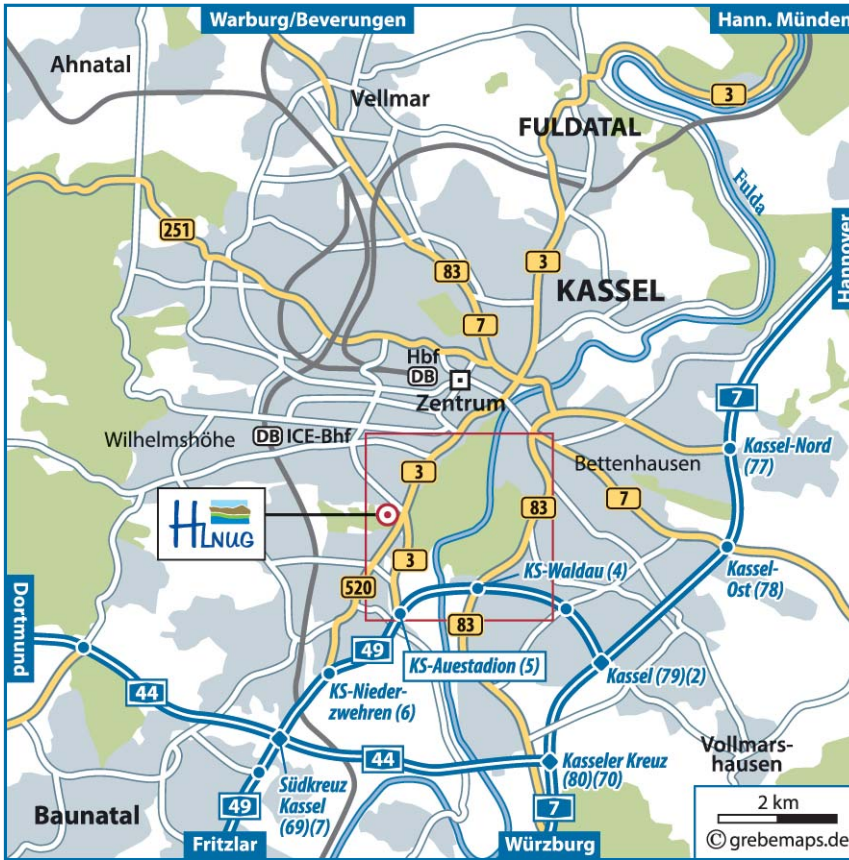 Warburg/Beverungen
Hann. Münden
Ahnatal
Vellmar
3
FULDATAL
Fulda
251
Hannover
83
3
KASSEL
7
Hbf
DB
Zentrum
7
Wilhelmshöhe
DB ICE-Bhf
Kassel-Nord
(77)
Bettenhausen
3
7
83
HLNUG
3
KS-Waldau (4)
Kassel-
Ost (78)
520
Dortmund
83
49
KS-Auestadion (5)
Kassel (79)(2)
44
KS-Nieder-
zwehren (6)
Vollmars-
hausen
44
Kasseler Kreuz
(80)(70)
Südkreuz
Kassel
(69)(7)
49
7
2 km
Baunatal
Fritzlar
Würzburg
© grebemaps.de